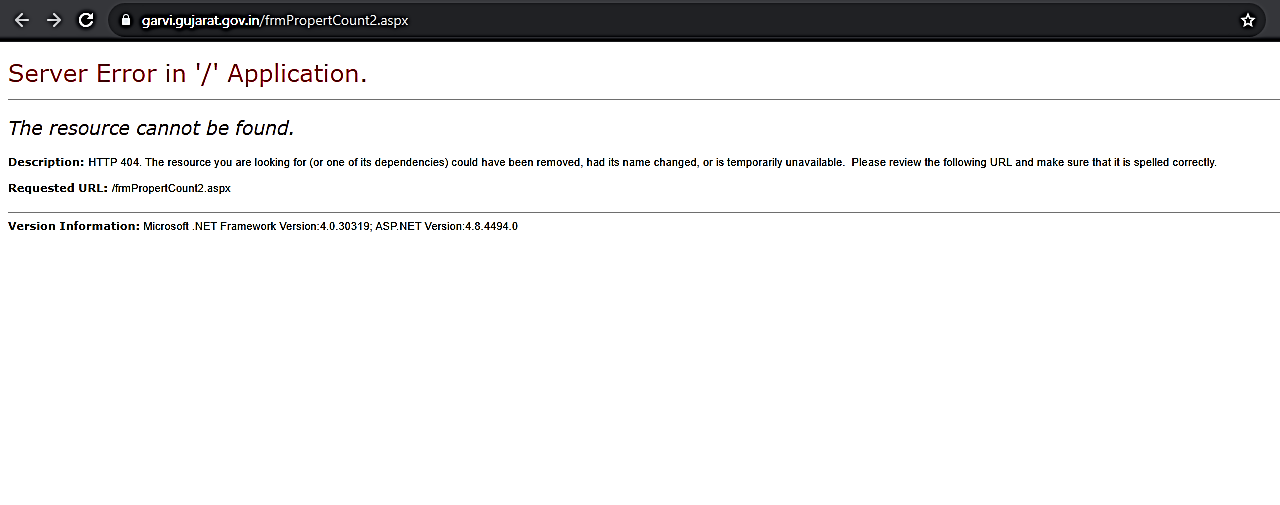 garvi.gujarat.gov.in/frmPropertCount2.aspx
Server Error in '/' Application.
The resource cannot be found.
Description: HTTP 404. The resource you are looking for (or one of its dependencies) could have been removed, had its name changed, or is temporarily unavailable.  Please review the following URL and make sure that it is spelled correctly.
Requested URL: /frmPropertCount2.aspx
Version Information: Microsoft .NET Framework Version:4.0.30319; ASP.NET Version:4.8.4494.0